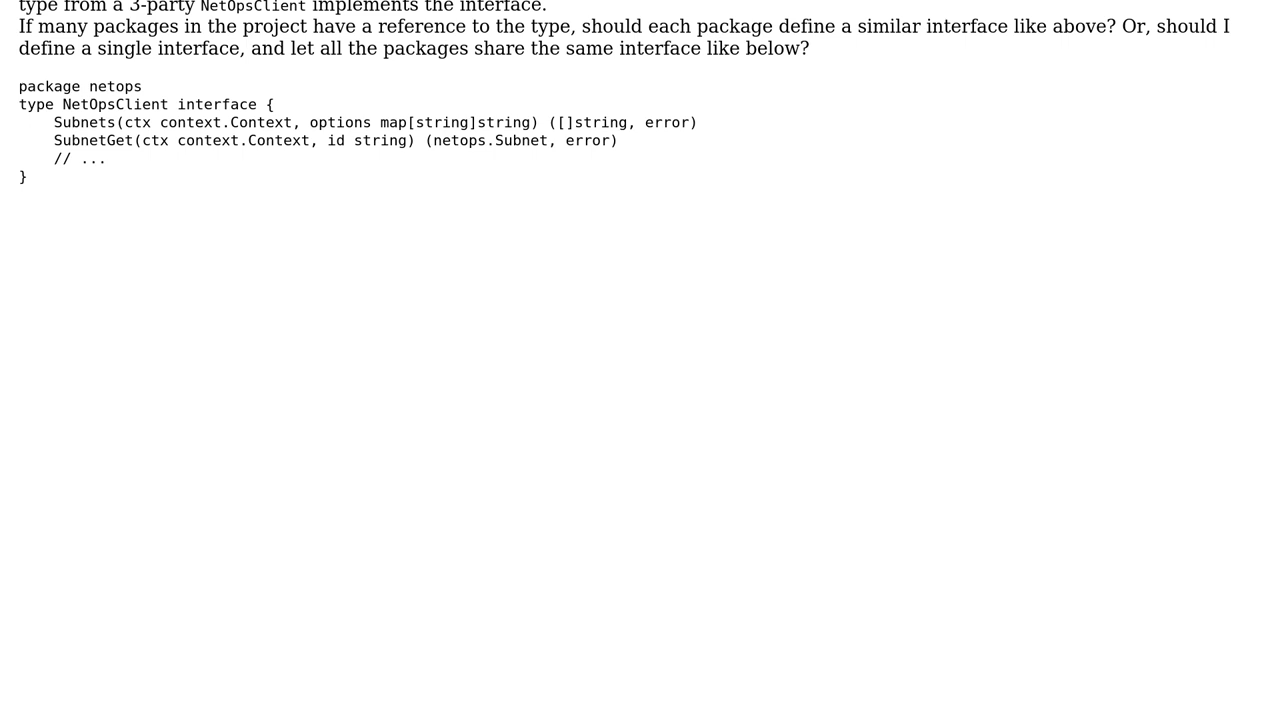 type from a 3-party NetOpsClient implements the interface.
If many packages in the project have a reference to the type, should each package define a similar interface like above? Or, should I
define a single interface, and let all the packages share the same interface like below?
package netops
type NetOpsClient interface {
    Subnets(ctx context.Context, options map[string]string) ([]string, error)
    SubnetGet(ctx context.Context, id string) (netops.Subnet, error)
    // ...
}